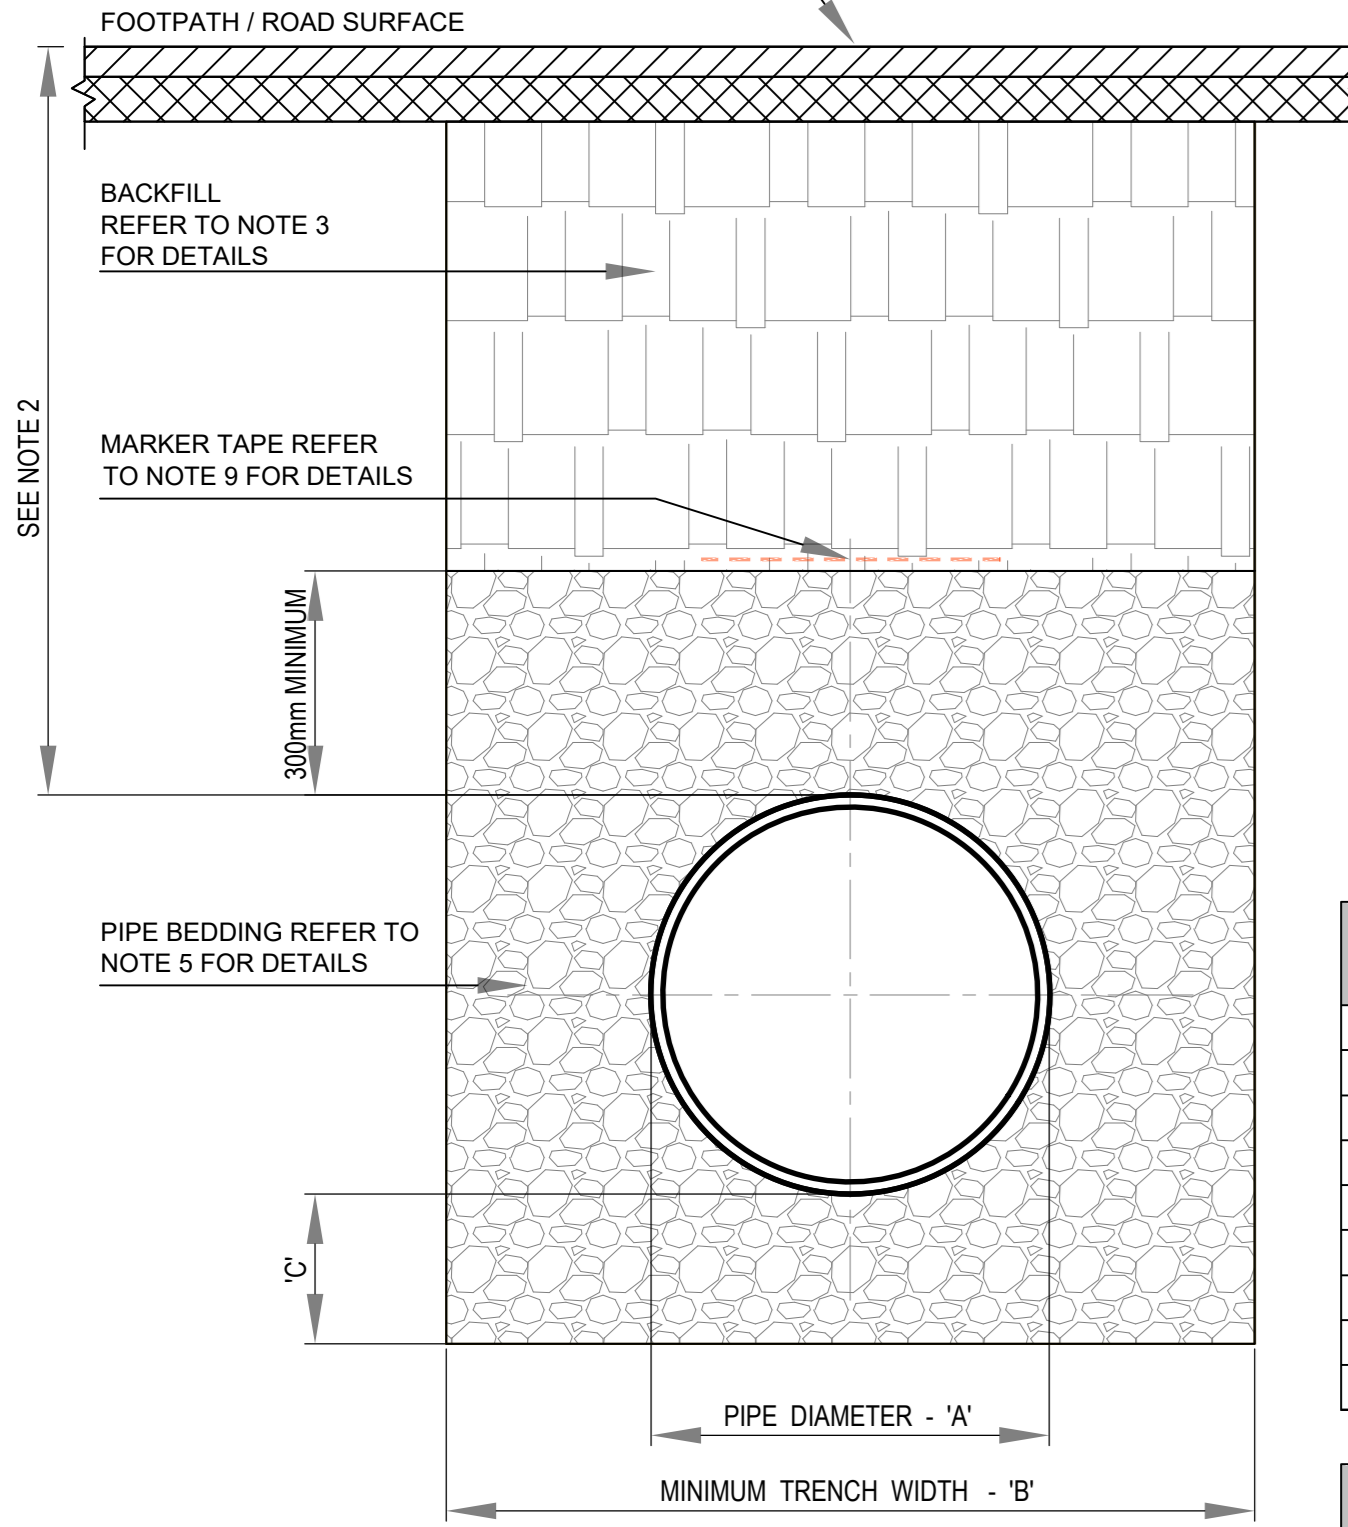 FOOTPATH / ROAD SURFACE
BACKFILL
REFER TO NOTE 3
FOR DETAILS
SEE NOTE 2
MARKER TAPE REFER
TO NOTE 9 FOR DETAILS
300mm MINIMUM
PIPE BEDDING REFER TO
NOTE 5 FOR DETAILS
'C'
PIPE DIAMETER - 'A'
MINIMUM TRENCH WIDTH - 'B'